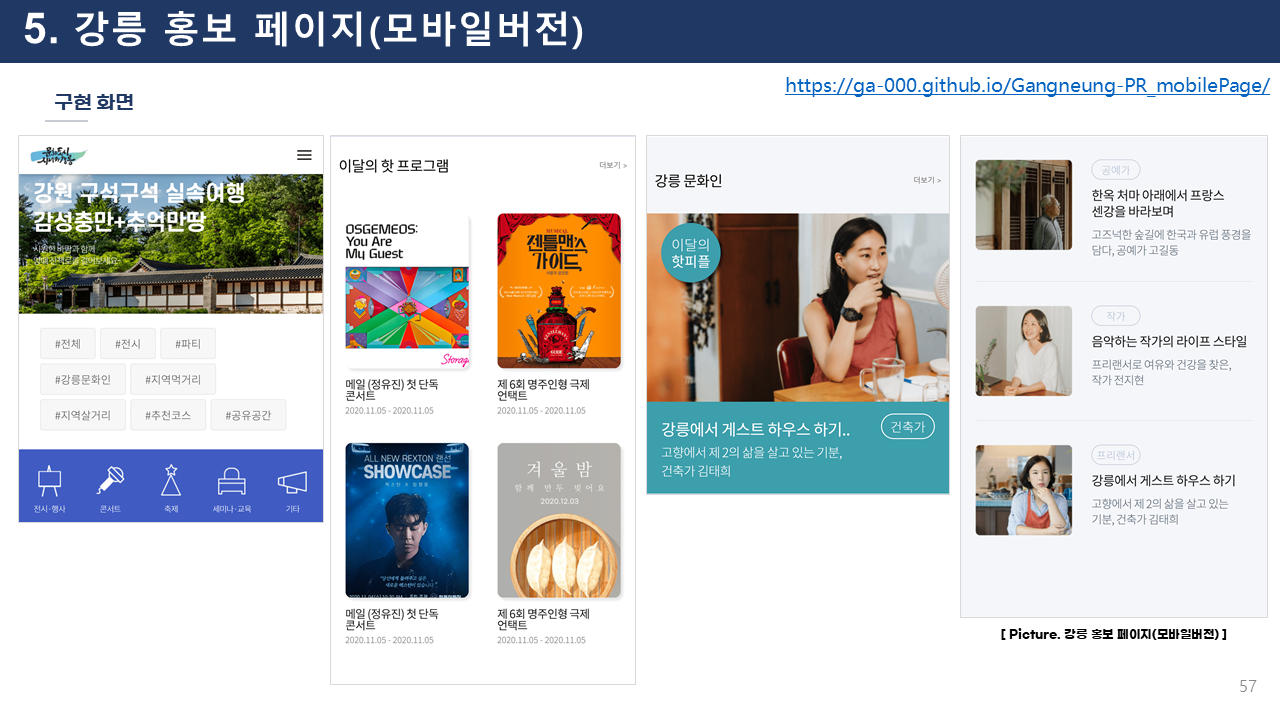 5. 강릉 홍보 페이지(모바일버전)
https://ga-000.github.io/Gangneung-PR_mobilePage/
구현 화면
강원 구석구석 실속여행
감성충만+추억만땅
#전체
#전시
#파티
#강릉문화인
#지역먹거리
#지역살거리
#추천코스
#공유공간
전시·행사
콘서트
축제
세미나·교육
기타
이달의 핫 프로그램
더보기 >
OSGEMEOS:
You Are
My Guest
Storage
메일 (정유진) 첫 단독
콘서트
2020.11.05 - 2020.11.05
MUSICAL
젠틀맨스
가이드
제 6회 명주인형 극제
언택트
2020.11.05 - 2020.11.05
ALL NEW REXTON 랜선
SHOWCASE
메일 (정유진) 첫 단독
콘서트
2020.11.05 - 2020.11.05
겨울밤
함께 만두 빚어요
2020.12.03
제 6회 명주인형 극제
언택트
2020.11.05 - 2020.11.05
강릉 문화인
더보기 >
이달의
핫피플
강릉에서 게스트 하우스 하기..
건축가
고향에서 제 2의 삶을 살고 있는 기분,
건축가 김태희
공예가
한옥 처마 아래에서 프랑스
센강을 바라보며
고즈넉한 숲길에 한국과 유럽 풍경을
담다, 공예가 고길동
작가
음악하는 작가의 라이프 스타일
프리랜서로 여유와 건강을 찾은,
작가 전지현
프리랜서
강릉에서 게스트 하우스 하기
고향에서 제 2의 삶을 살고 있는
기분, 건축가 김태희
[ Picture. 강릉 홍보 페이지(모바일버전) ]
57